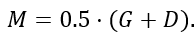 M = 0.5 · (G + D).